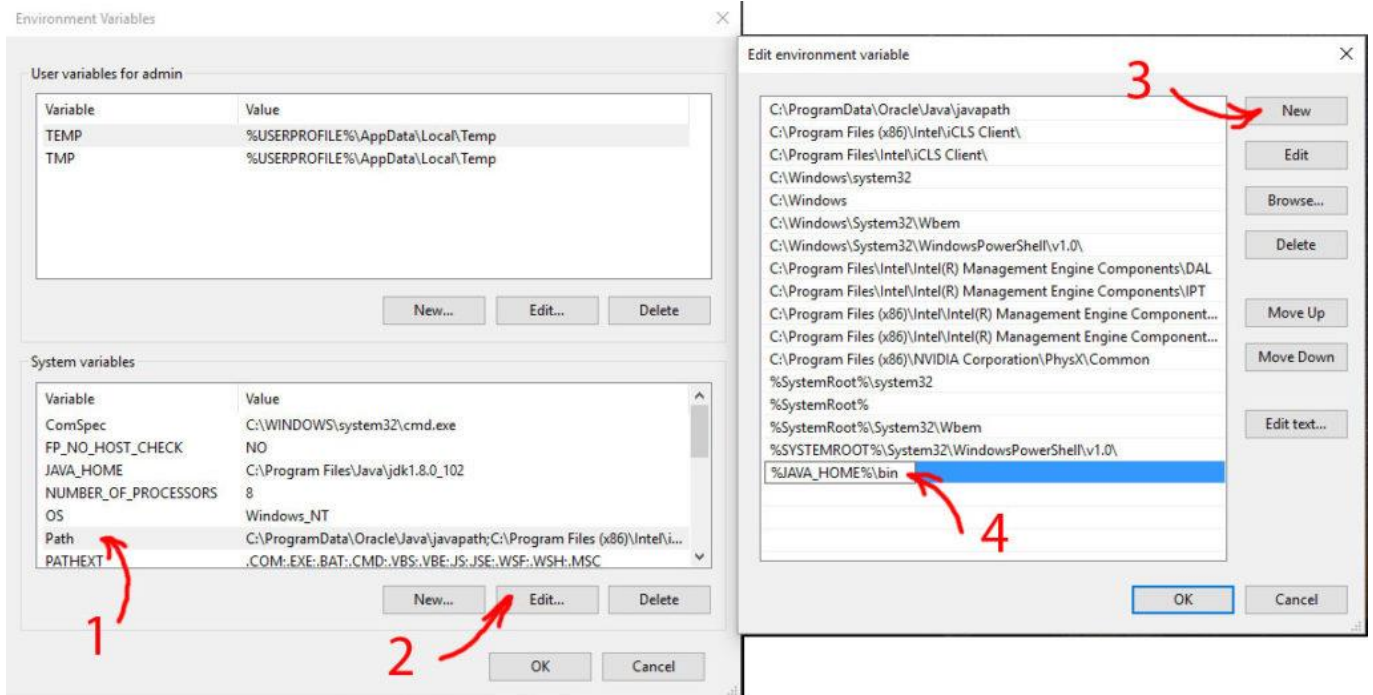 Environment Variables
User variables for admin
Variable Value
TEMP %USERPROFILE%\AppData\Local\Temp
TMP %USERPROFILE%\AppData\Local\Temp
New... Edit... Delete
System variables
Variable Value
ComSpec C:\WINDOWS\system32\cmd.exe
FP_NO_HOST_CHECK NO
JAVA_HOME C:\Program Files\Java\jdk1.8.0_102
NUMBER_OF_PROCESSORS 8
OS Windows_NT
Path C:\ProgramData\Oracle\Java\javapath;C:\Program Files (x86)\Intel\i...
PATHEXT .COM;.EXE;.BAT;.CMD;.VBS;.VBE;.JS;.JSE;.WSF;.WSH;.MSC
New... Edit... Delete
1
2
OK Cancel
Edit environment variable
3
C:\ProgramData\Oracle\Java\javapath
C:\Program Files (x86)\Intel\iCLS Client\
C:\Program Files\Intel\iCLS Client\
C:\Windows\system32
C:\Windows
C:\Windows\System32\Wbem
C:\Windows\System32\WindowsPowerShell\v1.0\
C:\Program Files\Intel\Intel(R) Management Engine Components\DAL
C:\Program Files\Intel\Intel(R) Management Engine Components\IPT
C:\Program Files (x86)\Intel\Intel(R) Management Engine Component...
C:\Program Files (x86)\Intel\Intel(R) Management Engine Component...
C:\Program Files (x86)\NVIDIA Corporation\PhysX\Common
%SystemRoot%\system32
%SystemRoot%
%SystemRoot%\System32\Wbem
%SYSTEMROOT%\System32\WindowsPowerShell\v1.0\
%JAVA_HOME%\bin
4
New
Edit
Browse...
Delete
Move Up
Move Down
Edit text...
OK Cancel